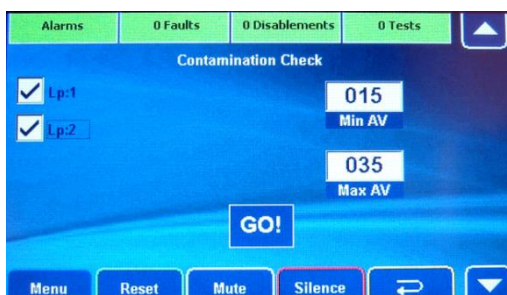 Alarms 0 Faults 0 Disablements 0 Tests
Contamination Check
Lp:1
015
Min AV
Lp:2
035
Max AV
GO!
Menu Reset Mute Silence